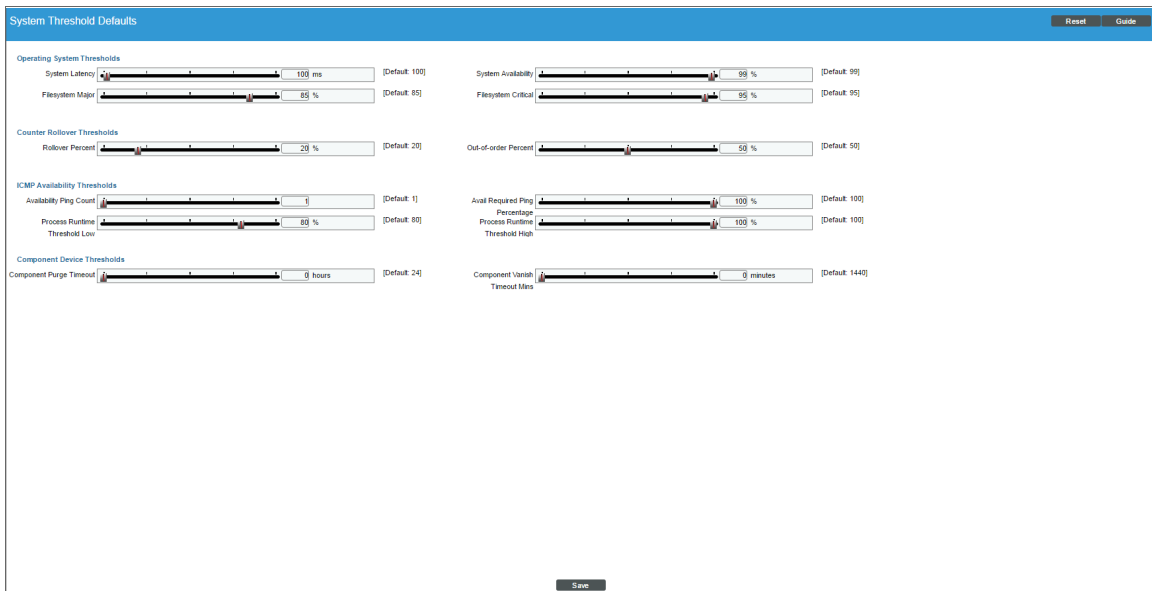 System Threshold Defaults
Reset Guide
Operating System Thresholds
System Latency 100 ms [Default: 100] System Availability 99 % [Default: 99]
Filesystem Major 85 % [Default: 85] Filesystem Critical 95 % [Default: 95]
Counter Rollover Thresholds
Rollover Percent 20 % [Default: 20] Out-of-order Percent 50 % [Default: 50]
ICMP Availability Thresholds
Availability Ping Count 1 [Default: 1] Avail Required Ping 100 % [Default: 100]
Percentage
Process Runtime 80 % [Default: 80] Process Runtime 100 % [Default: 100]
Threshold Low Threshold High
Component Device Thresholds
Component Purge Timeout 0 hours [Default: 24] Component Vanish 0 minutes [Default: 1440]
Timeout Mins
Save